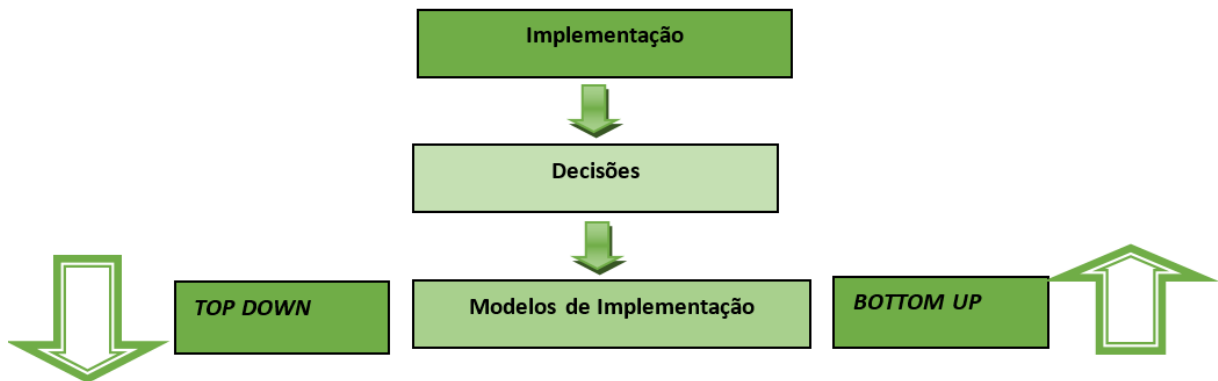 Implementação
Decisões
TOP DOWN
Modelos de Implementação
BOTTOM UP